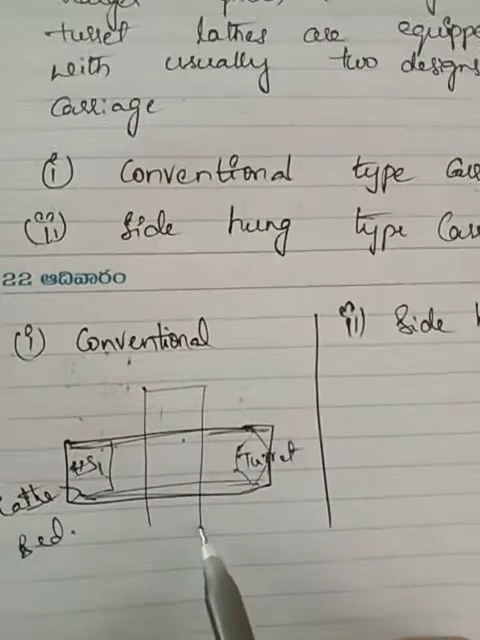 turret lathes are
with usually two designs
carriage
(i) Conventional type
(ii) Side hung type
22 ఆదివారం
(i) Conventional
ii) Side
HS
Turret
Lathe
Bed.